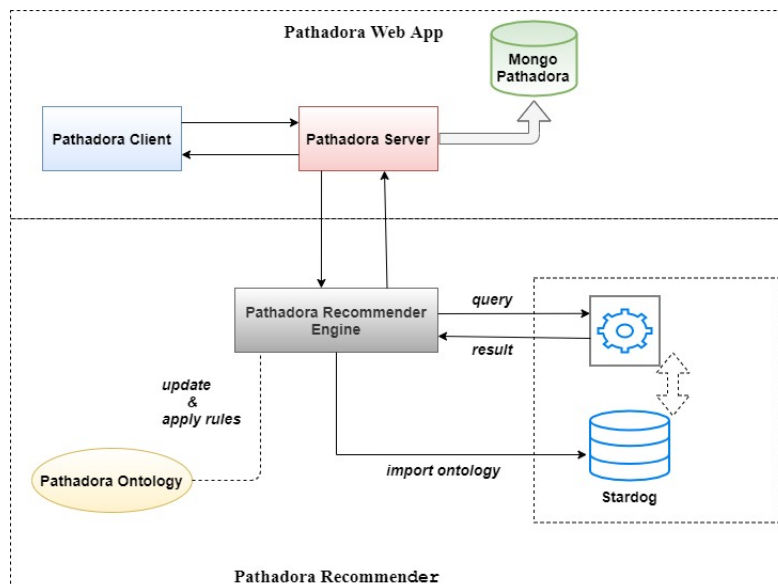 Pathadora Web App
Mongo
Pathadora
Pathadora Client
Pathadora Server
Pathadora Recommender
Engine
query
result
update
&
apply rules
Pathadora Ontology
import ontology
Stardog
Pathadora Recommender